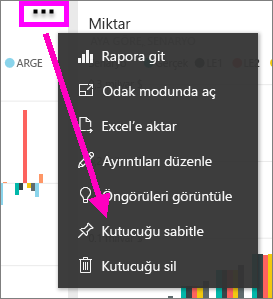 Miktar
ARGE
Rapora git
Odak modunda aç
Excel'e aktar
Ayrıntıları düzenle
Öngörüleri görüntüle
Kutucuğu sabitle
Kutucuğu sil